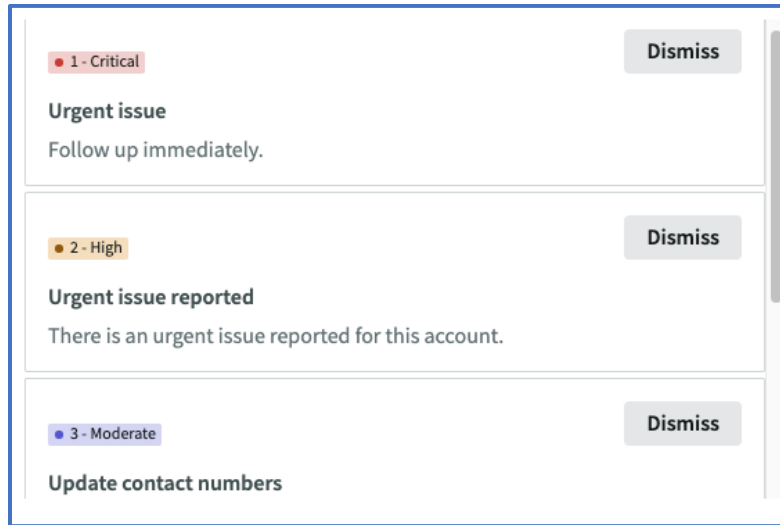 1 - Critical
Dismiss
Urgent issue
Follow up immediately.
2 - High
Dismiss
Urgent issue reported
There is an urgent issue reported for this account.
3 - Moderate
Dismiss
Update contact numbers